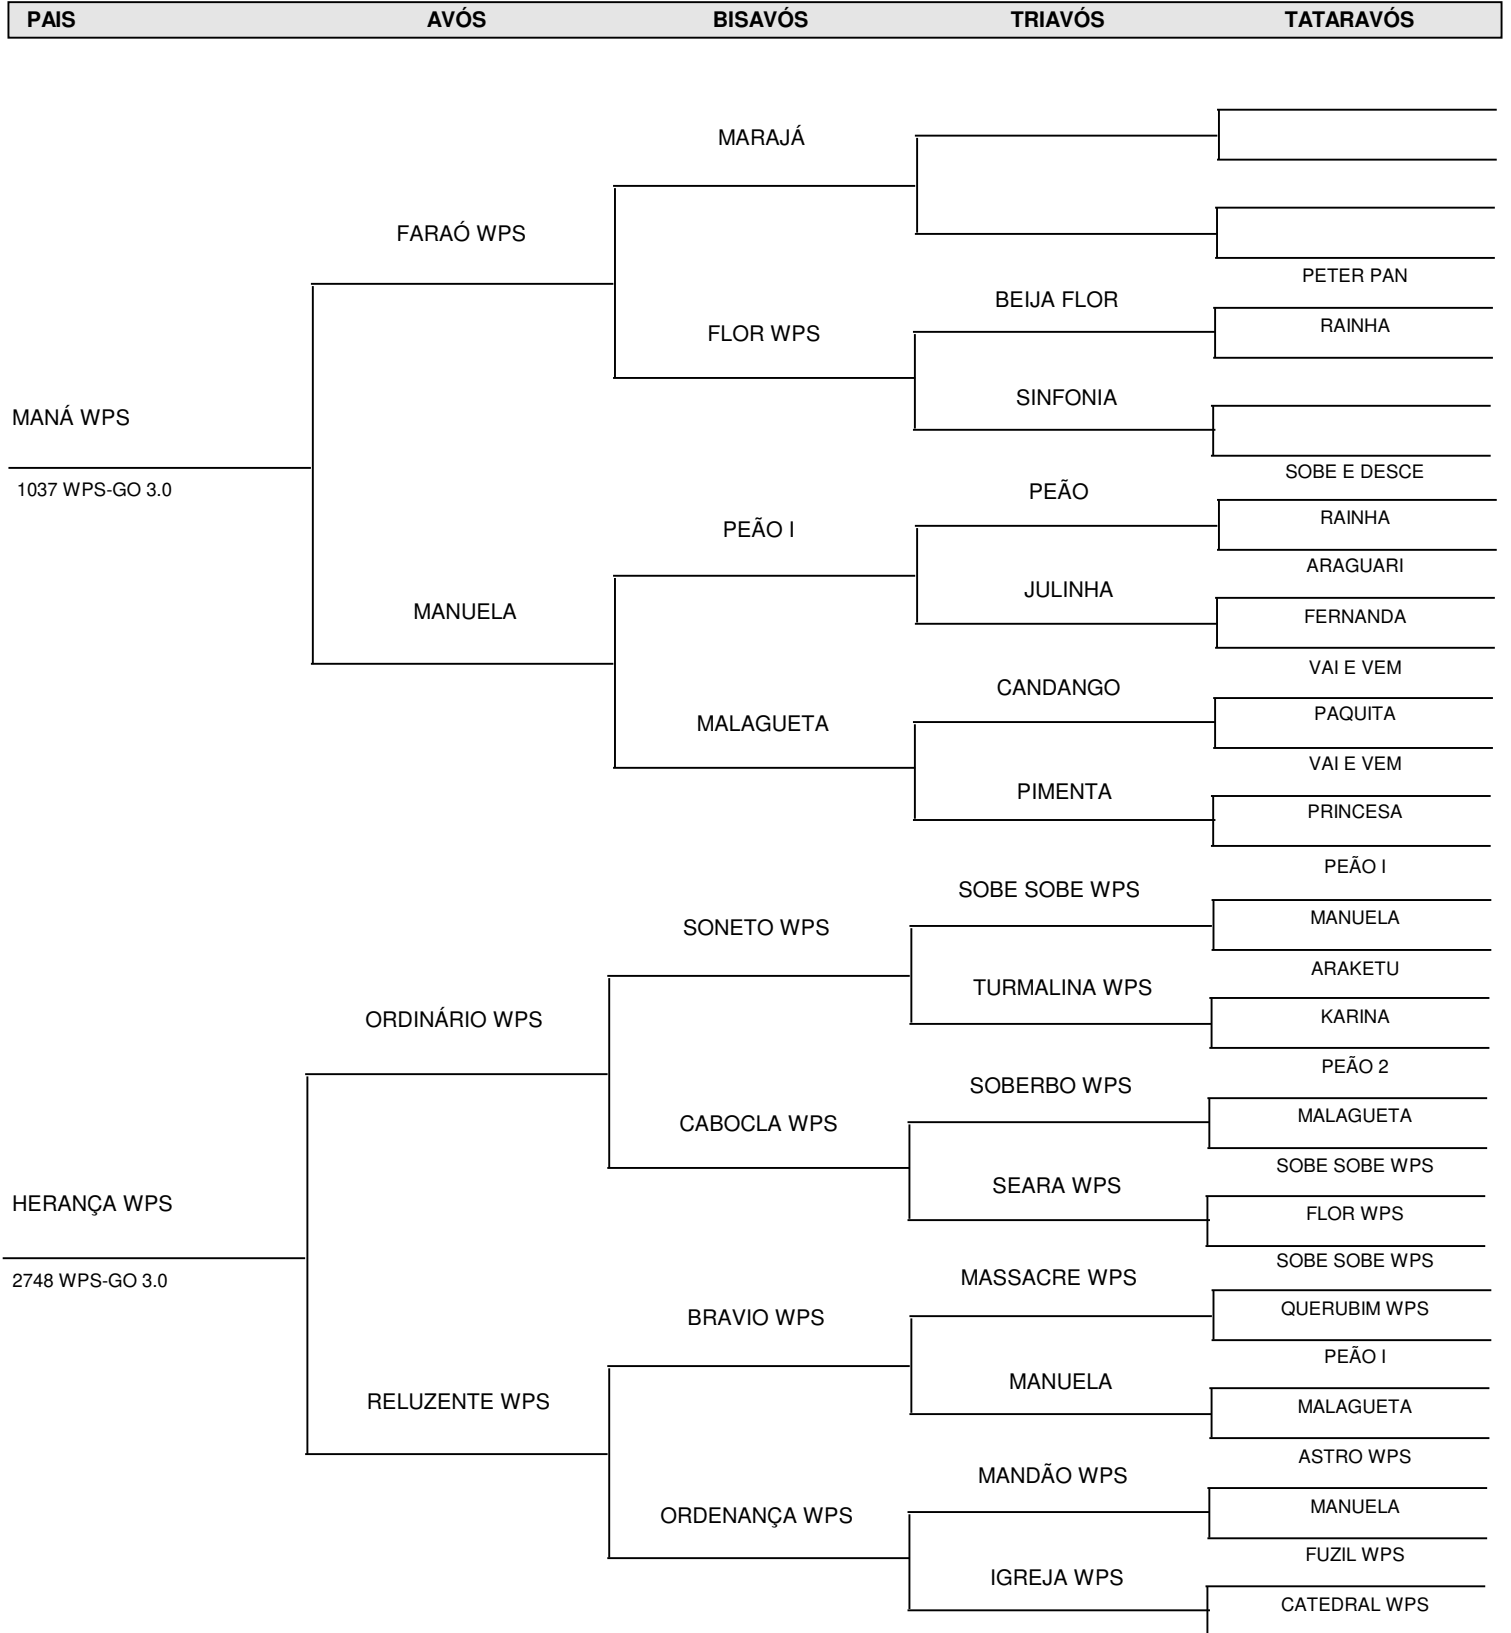 PAIS AVÓS BISAVÓS TRIAVÓS TATARAVÓS
MARAJÁ
FARAÓ WPS
PETER PAN
BEIJA FLOR
RAINHA
FLOR WPS
SINFONIA
MANÁ WPS
SOBE E DESCE
1037 WPS-GO 3.0
PEÃO
RAINHA
PEÃO I
ARAGUARI
JULINHA
MANUELA
FERNANDA
VAI E VEM
CANDANGO
PAQUITA
MALAGUETA
VAI E VEM
PIMENTA
PRINCESA
PEÃO I
SOBE SOBE WPS
MANUELA
SONETO WPS
ARAKETU
TURMALINA WPS
KARINA
ORDINÁRIO WPS
PEÃO 2
SOBERBO WPS
MALAGUETA
CABOCLA WPS
SOBE SOBE WPS
SEARA WPS
HERANÇA WPS
FLOR WPS
SOBE SOBE WPS
2748 WPS-GO 3.0
MASSACRE WPS
QUERUBIM WPS
BRAVIO WPS
PEÃO I
MANUELA
RELUZENTE WPS
MALAGUETA
ASTRO WPS
MANDÃO WPS
MANUELA
ORDENANÇA WPS
FUZIL WPS
IGREJA WPS
CATEDRAL WPS